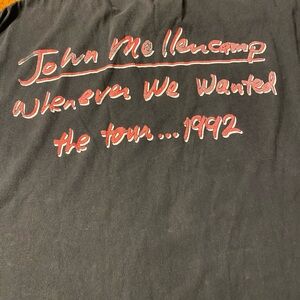 John Mellencamp
Whenever We Wanted
the tour...1992